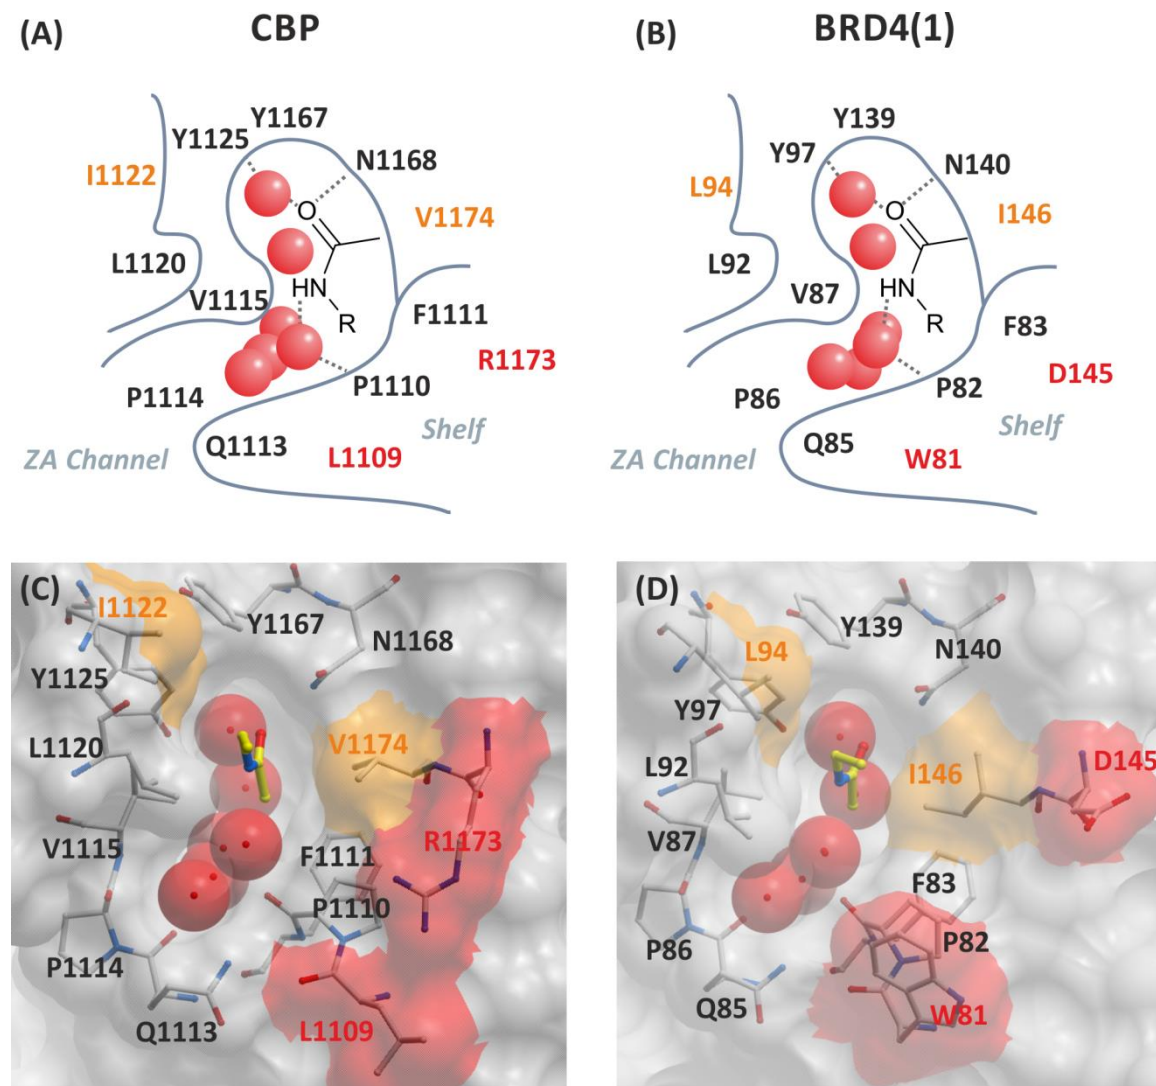 (A)
CBP
Y1167
Y1125
N1168
I1122
O
V1174
L1120
HN
V1115
R
F1111
R1173
P1110
P1114
Shelf
Q1113
ZA Channel
L1109
(B)
BRD4(1)
Y139
Y97
N140
L94
O
I146
L92
HN
V87
R
F83
D145
P82
P86
Shelf
Q85
ZA Channel
W81
(C)
I1122
Y1167
N1168
Y1125
L1120
V1174
V1115
F1111
R1173
P1110
P1114
Q1113
L1109
(D)
Y139
L94
N140
Y97
L92
I146
D145
V87
F83
P86
P82
Q85
W81